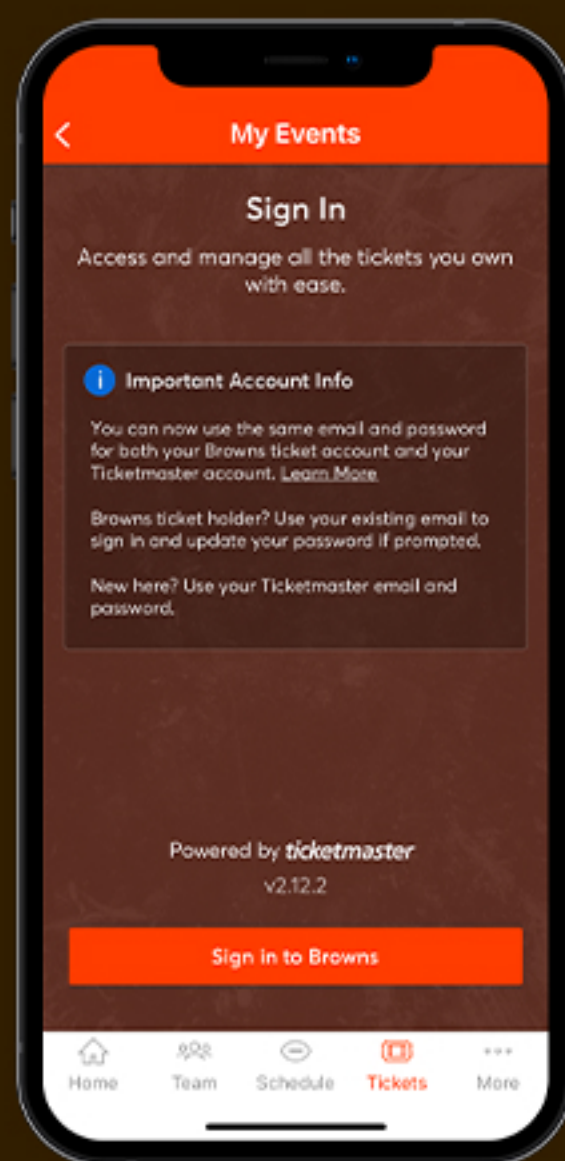 My Events
Sign In
Access and manage all the tickets you own
with ease.
i Important Account Info
You can now use the same email and password
for both your Browns ticket account and your
Ticketmaster account. Learn More
Browns ticket holder? Use your existing email to
sign in and update your password if prompted.
New here? Use your Ticketmaster email and
password.
Powered by ticketmaster
v2.12.2
Sign in to Browns
Home Team Schedule Tickets More